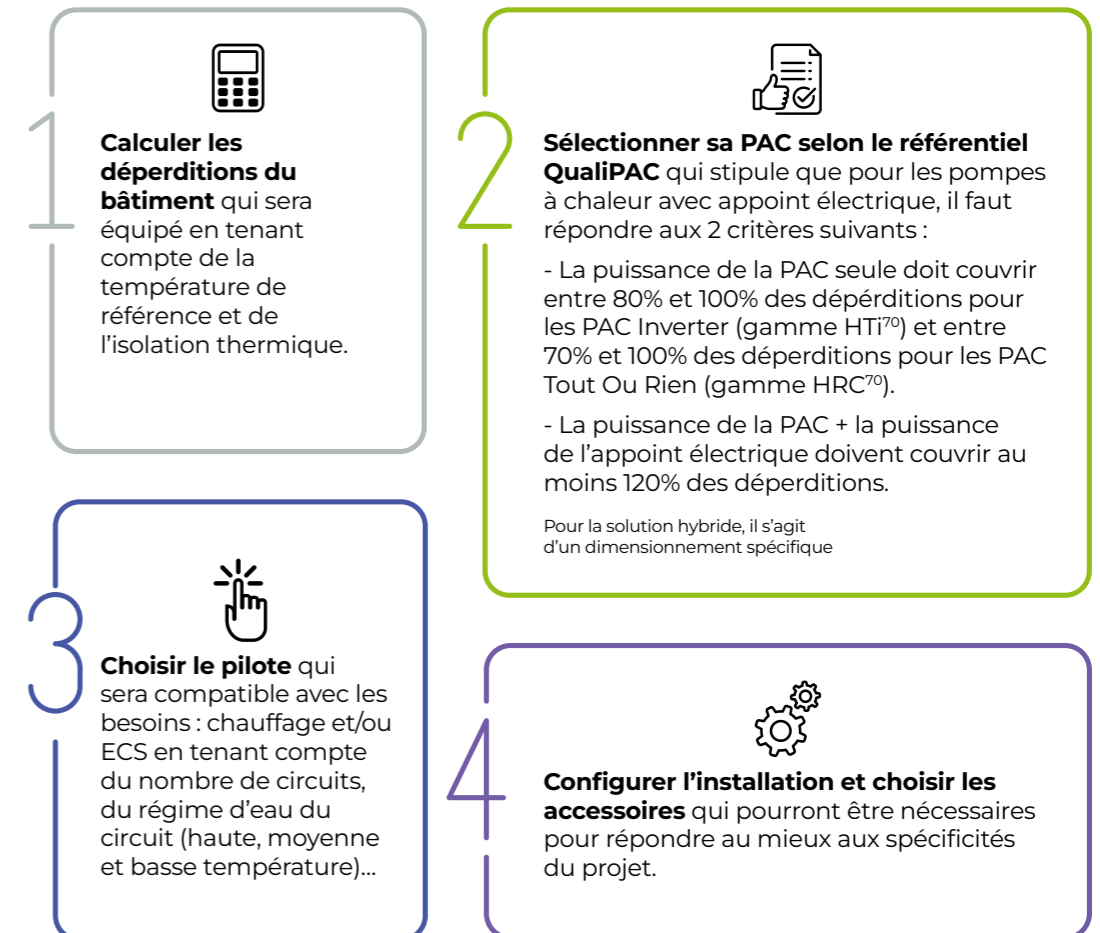 1
Calculer les
déperditions du
bâtiment qui sera
équipé en tenant
compte de la
température de
référence et de
l’isolation thermique.
2
Sélectionner sa PAC selon le référentiel
QualiPAC qui stipule que pour les pompes
à chaleur avec appoint électrique, il faut
répondre aux 2 critères suivants :
- La puissance de la PAC seule doit couvrir
entre 80% et 100% des dépérditions pour
les PAC Inverter (gamme HTi⁷⁰) et entre
70% et 100% des déperditions pour les PAC
Tout Ou Rien (gamme HRC⁷⁰).
- La puissance de la PAC + la puissance
de l’appoint électrique doivent couvrir au
moins 120% des déperditions.
Pour la solution hybride, il s’agit
d’un dimensionnement spécifique
3
Choisir le pilote qui
sera compatible avec les
besoins : chauffage et/ou
ECS en tenant compte
du nombre de circuits,
du régime d’eau du
circuit (haute, moyenne
et basse température)...
4
Configurer l’installation et choisir les
accessoires qui pourront être nécessaires
pour répondre au mieux aux spécificités
du projet.